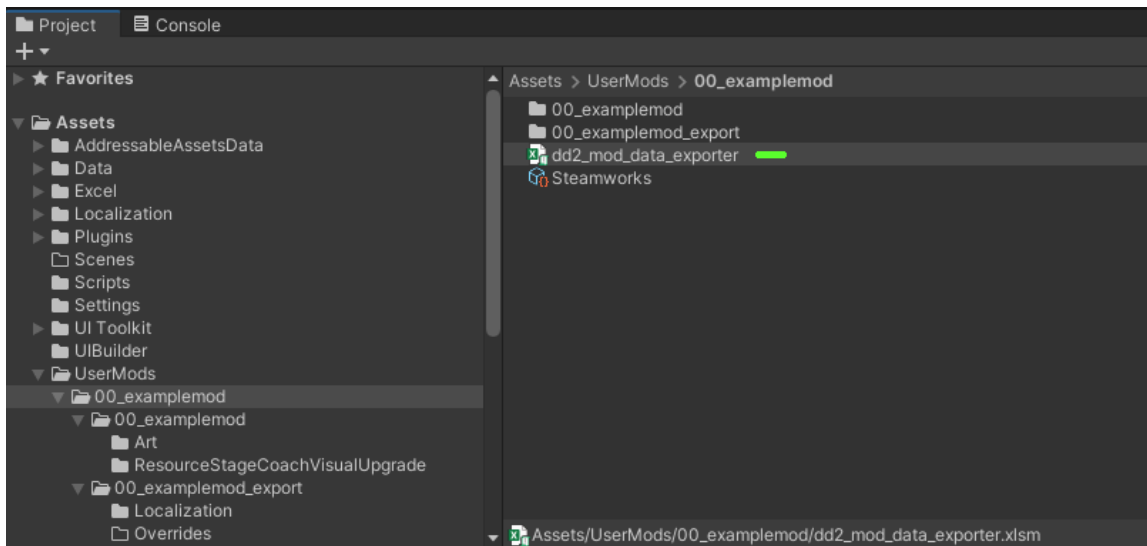 Project
Console
Favorites
Assets
AddressableAssetsData
Data
Excel
Localization
Plugins
Scenes
Scripts
Settings
UI Toolkit
UIBuilder
UserMods
00_examplemod
00_examplemod
Art
ResourceStageCoachVisualUpgrade
00_examplemod_export
Localization
Overrides
Assets > UserMods > 00_examplemod
00_examplemod
00_examplemod_export
dd2_mod_data_exporter
Steamworks
Assets/UserMods/00_examplemod/dd2_mod_data_exporter.xlsm